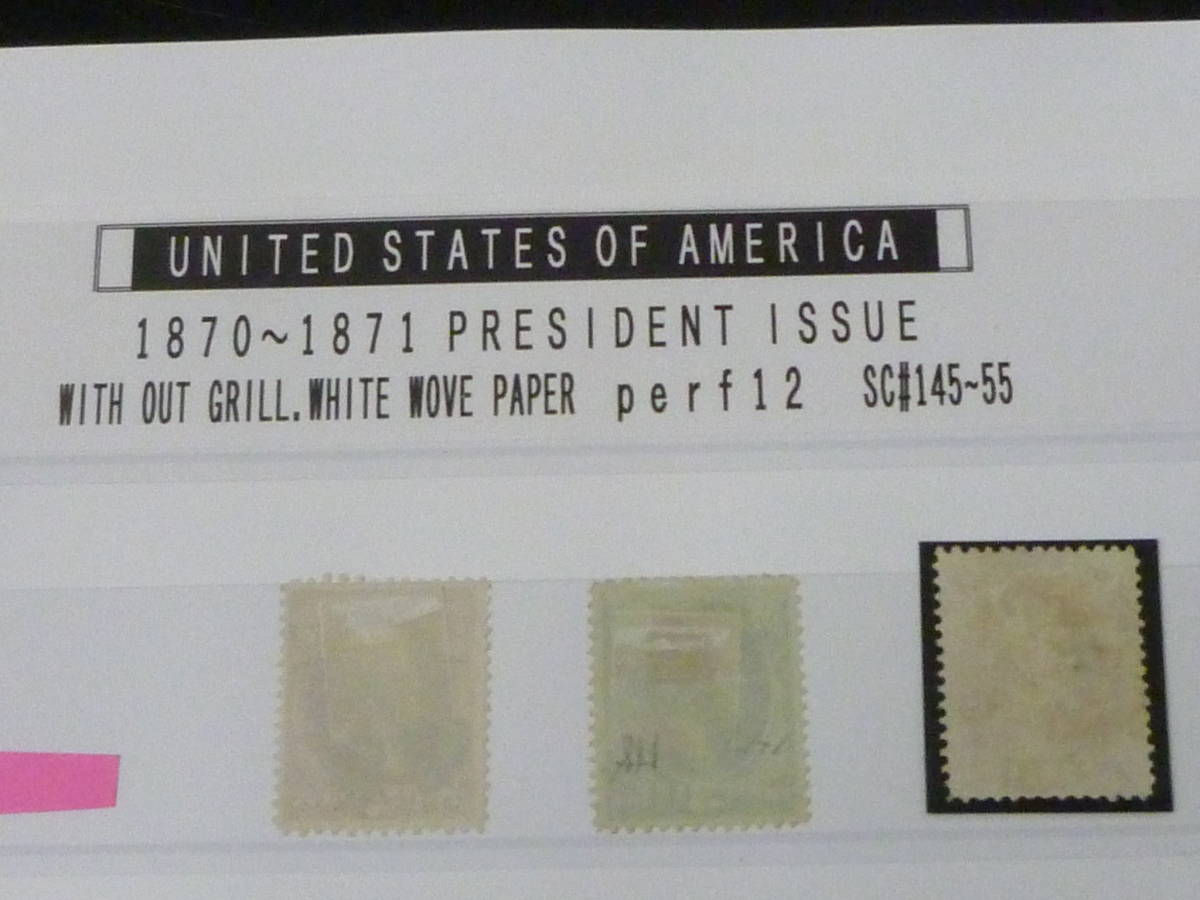 UNITED STATES OF AMERICA
1870~1871 PRESIDENT ISSUE
WITH OUT GRILL.WHITE WOVE PAPER perf12 SC#145~55